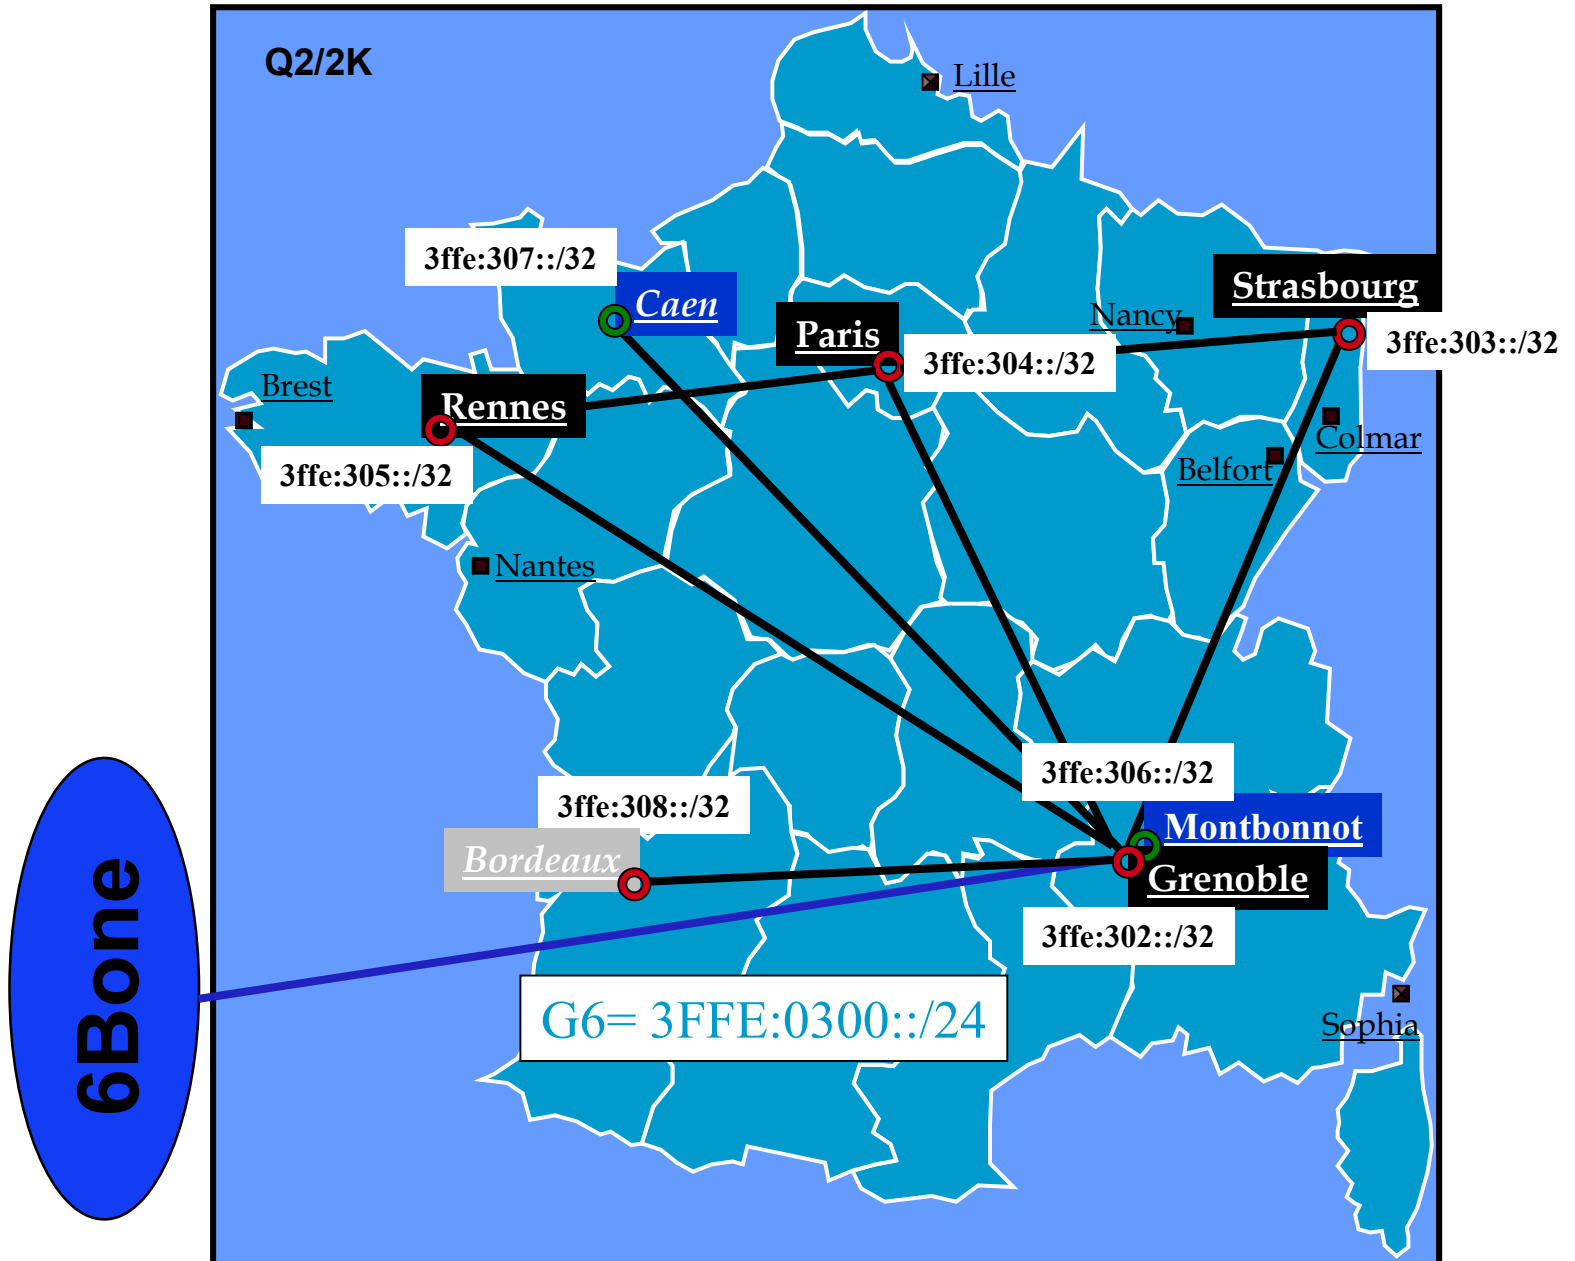 Q2/2K
Lille
3ffe:307::/32
Caen
Strasbourg
Paris
Nancy
3ffe:304::/32
3ffe:303::/32
Brest
Rennes
Colmar
Belfort
3ffe:305::/32
Nantes
3ffe:306::/32
3ffe:308::/32
Montbonnot
Bordeaux
Grenoble
3ffe:302::/32
6Bone
G6= 3FFE:0300::/24
Sophia